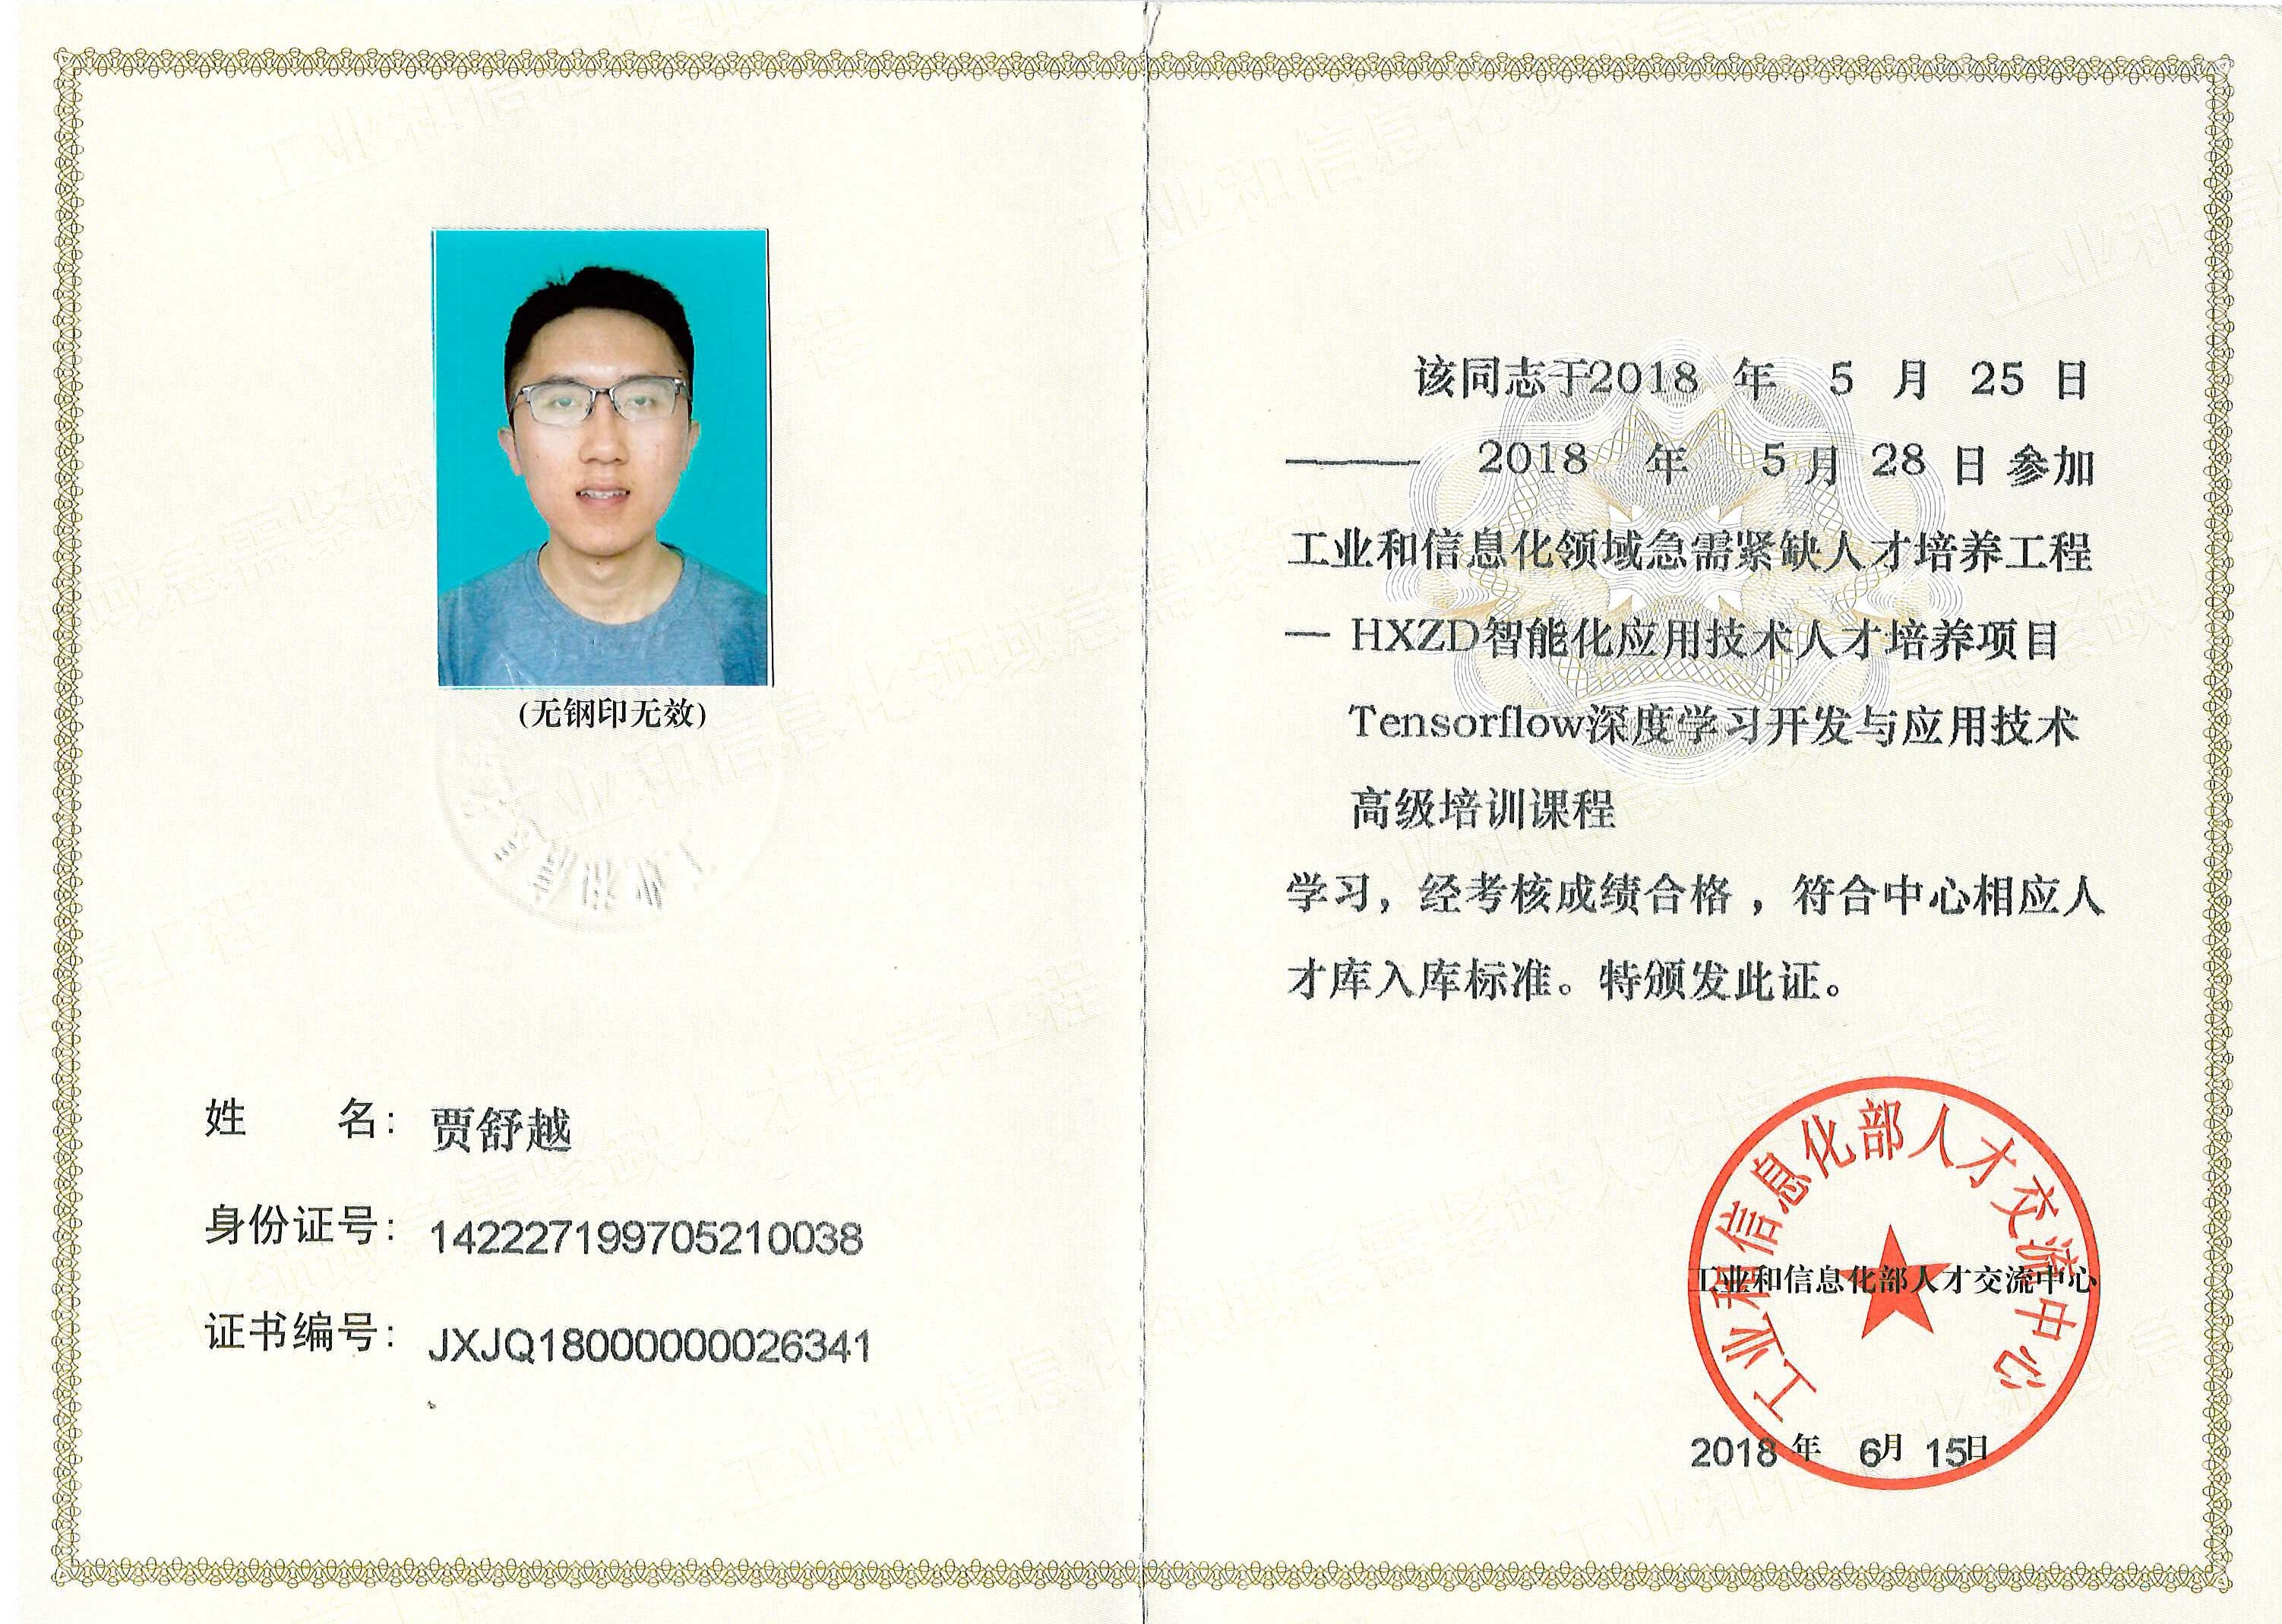 (无钢印无效)
姓 名：贾舒越
身份证号：142227199705210038
证书编号：JXJQ18000000026341
该同志于2018 年 5 月 25 日
—— 2018 年 5 月 28 日 参加
工业和信息化领域急需紧缺人才培养工程
— HXZD智能化应用技术人才培养项目
Tensorflow深度学习开发与应用技术
高级培训课程
学习，经考核成绩合格，符合中心相应人
才库入库标准。特颁发此证。
工业和信息化部人才交流中心
工业和信息化部人才交流中心
2018 年 6月 15日